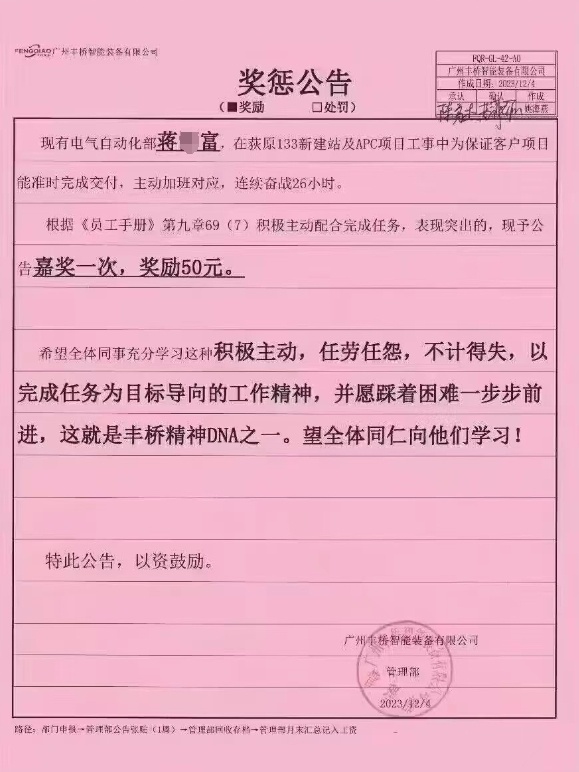 FENGQIAO 广州丰桥智能装备有限公司
PQR-GL-42-A0
广州丰桥智能装备有限公司
作成日期: 2023/12/4
承认 确认 作成
奖惩公告
（■奖励 □处罚）
现有电气自动化部蒋 富，在荻原133新建站及APC项目工事中为保证客户项目
能准时完成交付，主动加班对应，连续奋战26小时。
根据《员工手册》第九章69（7）积极主动配合完成任务，表现突出的，现予公
告嘉奖一次，奖励50元。
希望全体同事充分学习这种积极主动，任劳任怨，不计得失，以
完成任务为目标导向的工作精神，并愿踩着困难一步步前
进，这就是丰桥精神DNA之一。望全体同仁向他们学习！
特此公告，以资鼓励。
广州丰桥智能装备有限公司
管理部
2023/12/4
路径：部门申报→管理部公告张贴（1周）→管理部回收存档→管理部月末汇总记入工资